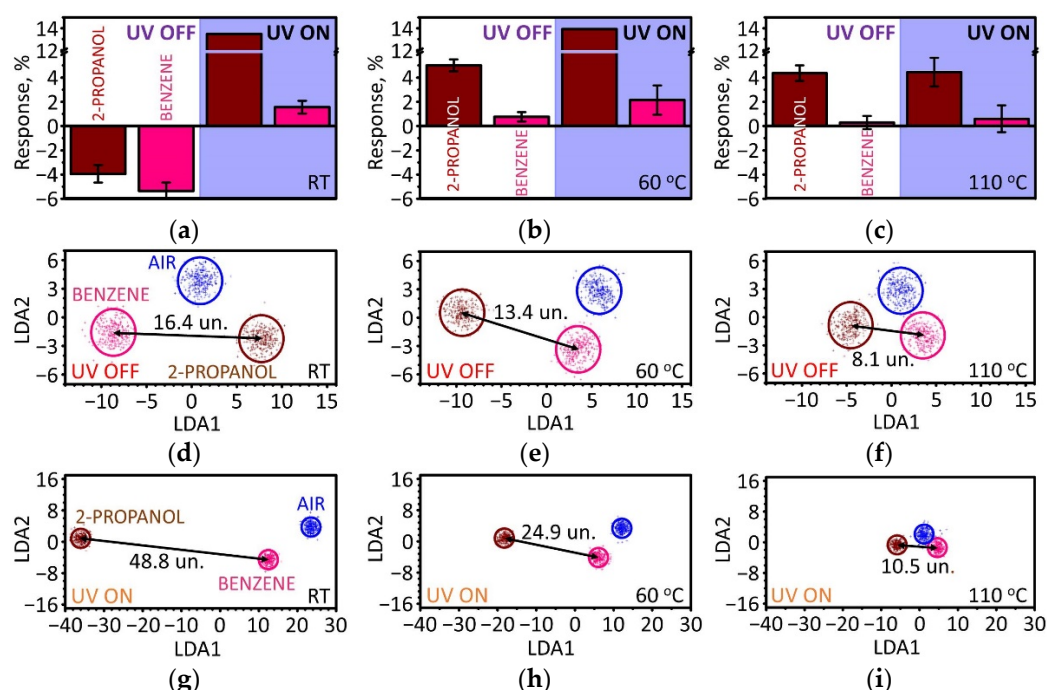 14
12
4
2
0
−2
−4
−6
Response, %
2-PROPANOL
BENZENE
UV OFF
UV ON
RT
(a)
14
12
4
2
0
−2
−4
−6
Response, %
2-PROPANOL
BENZENE
UV OFF
UV ON
60 °C
(b)
14
12
4
2
0
−2
−4
−6
Response, %
2-PROPANOL
BENZENE
UV OFF
UV ON
110 °C
(c)
6
3
0
−3
−6
LDA2
AIR
BENZENE
16.4 un.
UV OFF
2-PROPANOL
RT
−10 −5 0 5 10 15
LDA1
(d)
6
3
0
−3
−6
LDA2
13.4 un.
UV OFF
60 °C
−10 −5 0 5 10 15
LDA1
(e)
6
3
0
−3
−6
LDA2
8.1 un.
UV OFF
110 °C
−10 −5 0 5 10 15
LDA1
(f)
16
8
0
−8
−16
LDA2
2-PROPANOL
AIR
48.8 un.
BENZENE
UV ON
RT
−40 −30 −20 −10 0 10 20 30
LDA1
(g)
16
8
0
−8
−16
LDA2
24.9 un.
UV ON
60 °C
−40 −30 −20 −10 0 10 20 30
LDA1
(h)
16
8
0
−8
−16
LDA2
10.5 un.
UV ON
110 °C
−40 −30 −20 −10 0 10 20 30
LDA1
(i)